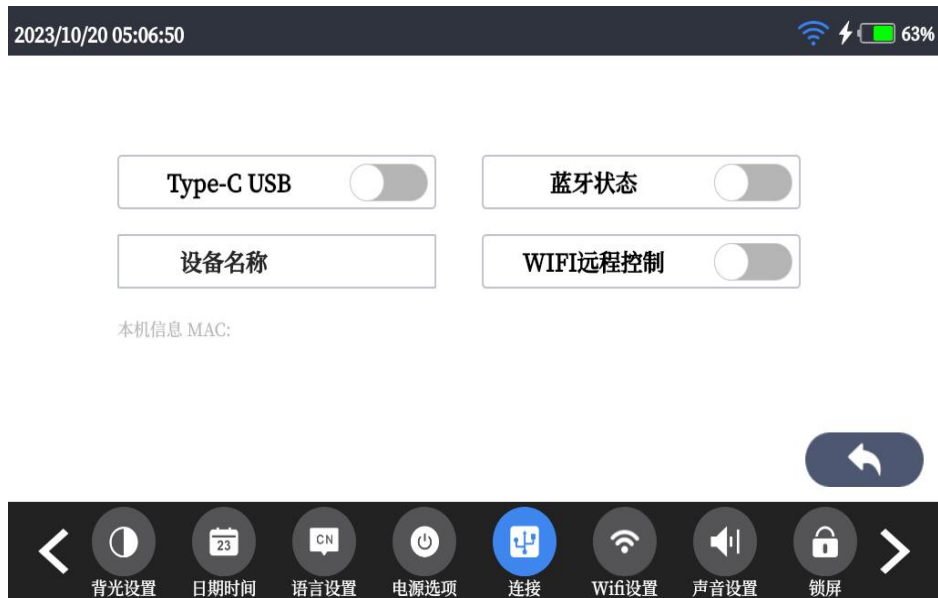 2023/10/20 05:06:50 63%
Type-C USB 蓝牙状态
设备名称 WIFI远程控制
本机信息 MAC:
23 CN
背光设置 日期时间 语言设置 电源选项 连接 Wifi设置 声音设置 锁屏